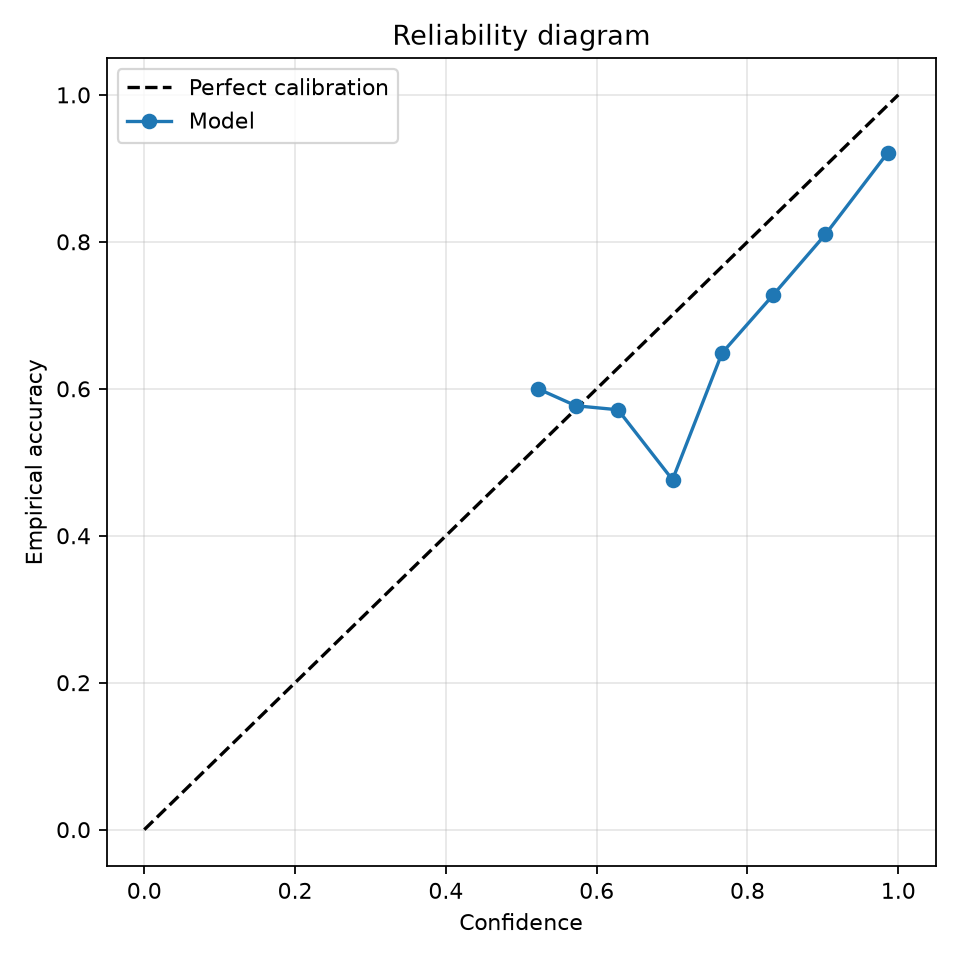 Reliability diagram
Perfect calibration
Model
1.0
0.8
0.6
0.4
0.2
0.0
Empirical accuracy
0.0 0.2 0.4 0.6 0.8 1.0
Confidence